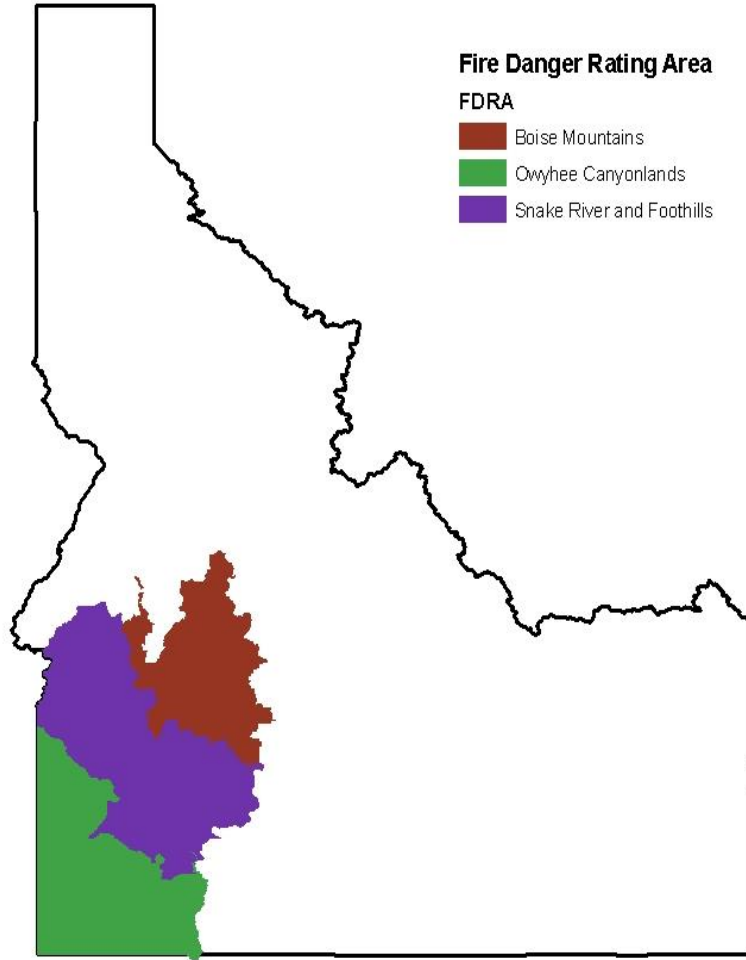 Fire Danger Rating Area
FDRA
Boise Mountains
Owyhee Canyonlands
Snake River and Foothills